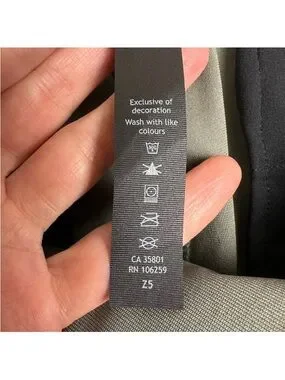 Exclusive of
decoration
Wash with like
colours
CA 35801
RN 106259
Z5